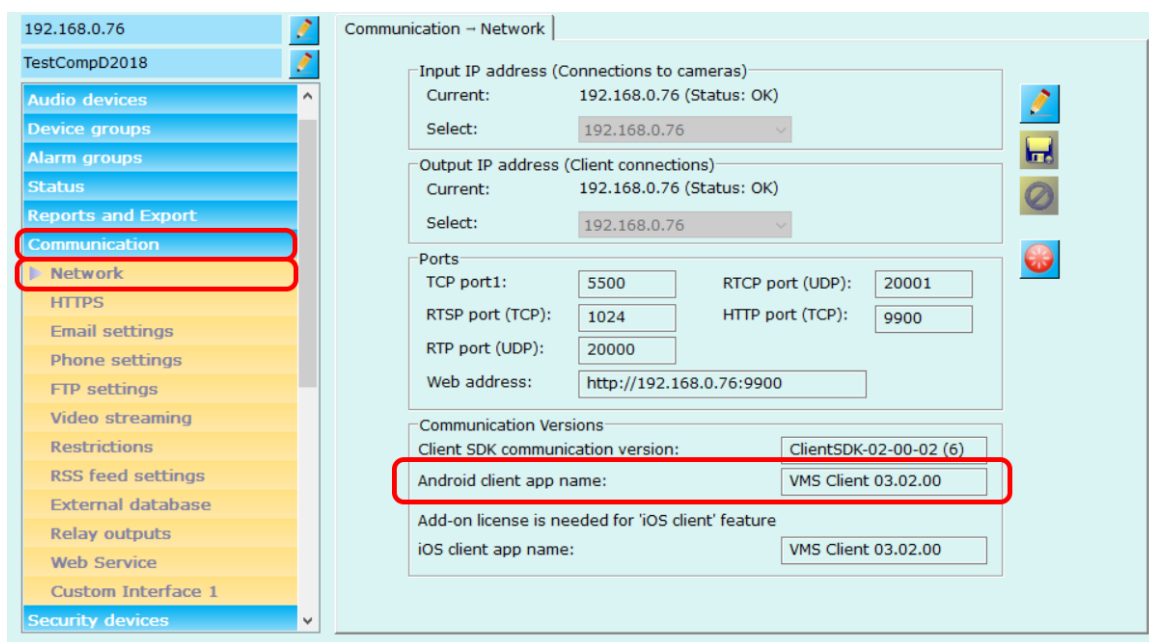 192.168.0.76
TestCompD2018
Audio devices
Device groups
Alarm groups
Status
Reports and Export
Communication
Network
HTTPS
Email settings
Phone settings
FTP settings
Video streaming
Restrictions
RSS feed settings
External database
Relay outputs
Web Service
Custom Interface 1
Security devices
Communication → Network
Input IP address (Connections to cameras)
Current: 192.168.0.76 (Status: OK)
Select: 192.168.0.76
Output IP address (Client connections)
Current: 192.168.0.76 (Status: OK)
Select: 192.168.0.76
Ports
TCP port1: 5500 RTCP port (UDP): 20001
RTSP port (TCP): 1024 HTTP port (TCP): 9900
RTP port (UDP): 20000
Web address: http://192.168.0.76:9900
Communication Versions
Client SDK communication version: ClientSDK-02-00-02 (6)
Android client app name: VMS Client 03.02.00
Add-on license is needed for 'iOS client' feature
iOS client app name: VMS Client 03.02.00